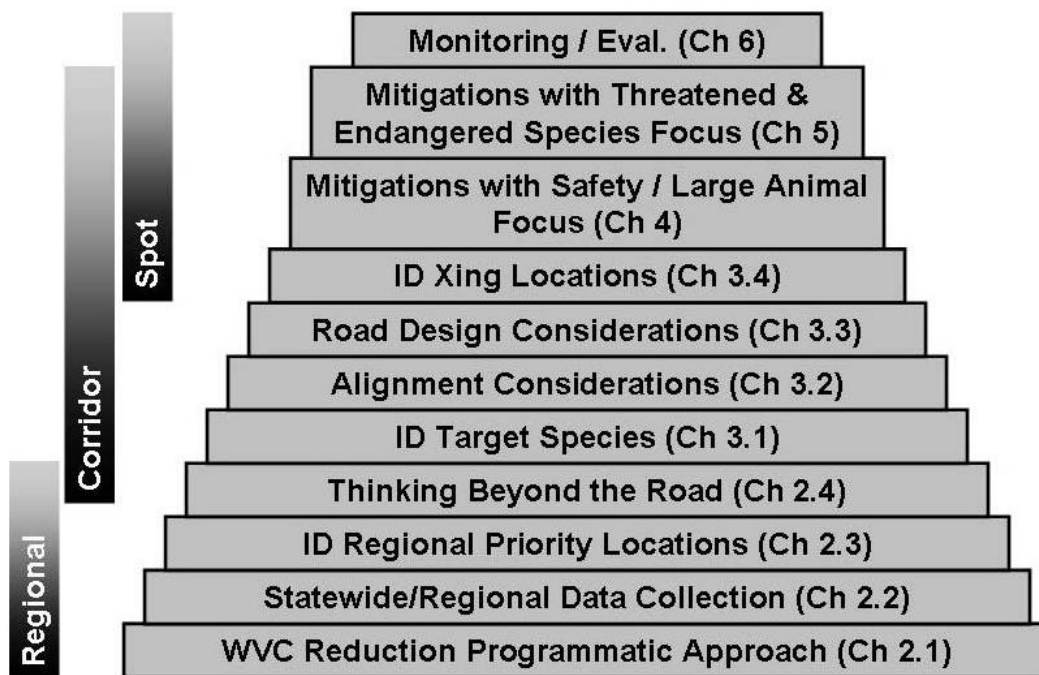 Monitoring / Eval. (Ch 6)
Mitigations with Threatened &
Endangered Species Focus (Ch 5)
Mitigations with Safety / Large Animal
Focus (Ch 4)
ID Xing Locations (Ch 3.4)
Road Design Considerations (Ch 3.3)
Alignment Considerations (Ch 3.2)
ID Target Species (Ch 3.1)
Thinking Beyond the Road (Ch 2.4)
ID Regional Priority Locations (Ch 2.3)
Statewide/Regional Data Collection (Ch 2.2)
WVC Reduction Programmatic Approach (Ch 2.1)
Spot
Corridor
Regional